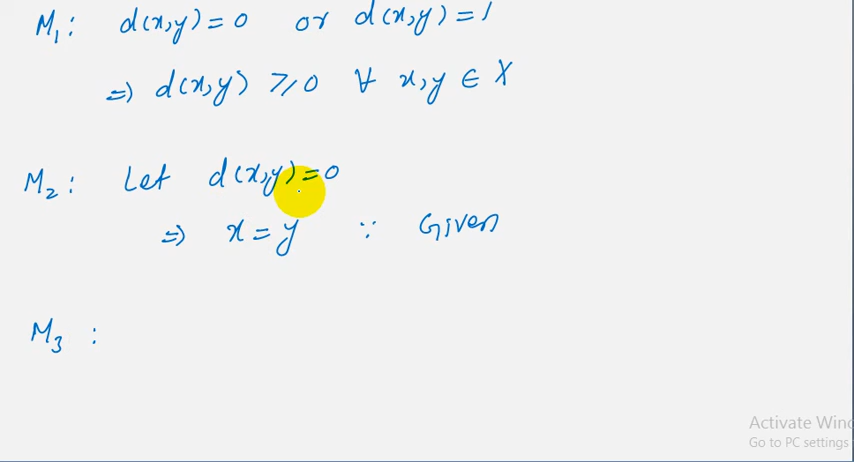 M₁: d(x,y)=0 or d(x,y)=1
⇒ d(x,y) ⩾0 ∀ x,y ∈ X
M₂: Let d(x,y)=0
⇒ x=y ∵ Given
M₃ :
Activate Wind
Go to PC settings